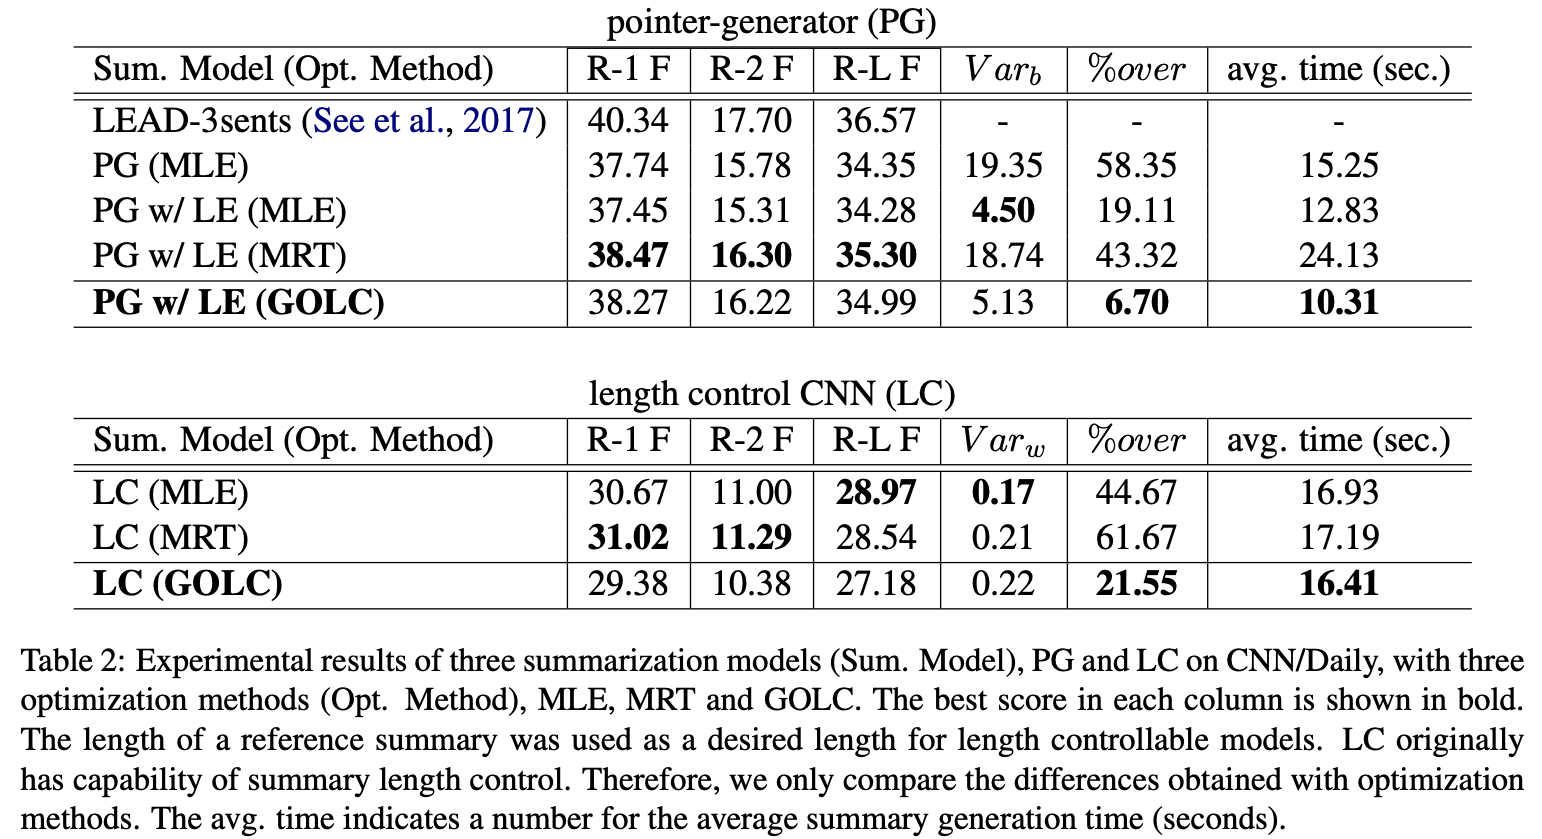 pointer-generator (PG)
Sum. Model (Opt. Method) R-1 F R-2 F R-L F Var_b %over avg. time (sec.)
LEAD-3sents (See et al., 2017) 40.34 17.70 36.57 - - -
PG (MLE) 37.74 15.78 34.35 19.35 58.35 15.25
PG w/ LE (MLE) 37.45 15.31 34.28 4.50 19.11 12.83
PG w/ LE (MRT) 38.47 16.30 35.30 18.74 43.32 24.13
PG w/ LE (GOLC) 38.27 16.22 34.99 5.13 6.70 10.31
length control CNN (LC)
Sum. Model (Opt. Method) R-1 F R-2 F R-L F Var_w %over avg. time (sec.)
LC (MLE) 30.67 11.00 28.97 0.17 44.67 16.93
LC (MRT) 31.02 11.29 28.54 0.21 61.67 17.19
LC (GOLC) 29.38 10.38 27.18 0.22 21.55 16.41
Table 2: Experimental results of three summarization models (Sum. Model), PG and LC on CNN/Daily, with three
optimization methods (Opt. Method), MLE, MRT and GOLC. The best score in each column is shown in bold.
The length of a reference summary was used as a desired length for length controllable models. LC originally
has capability of summary length control. Therefore, we only compare the differences obtained with optimization
methods. The avg. time indicates a number for the average summary generation time (seconds).